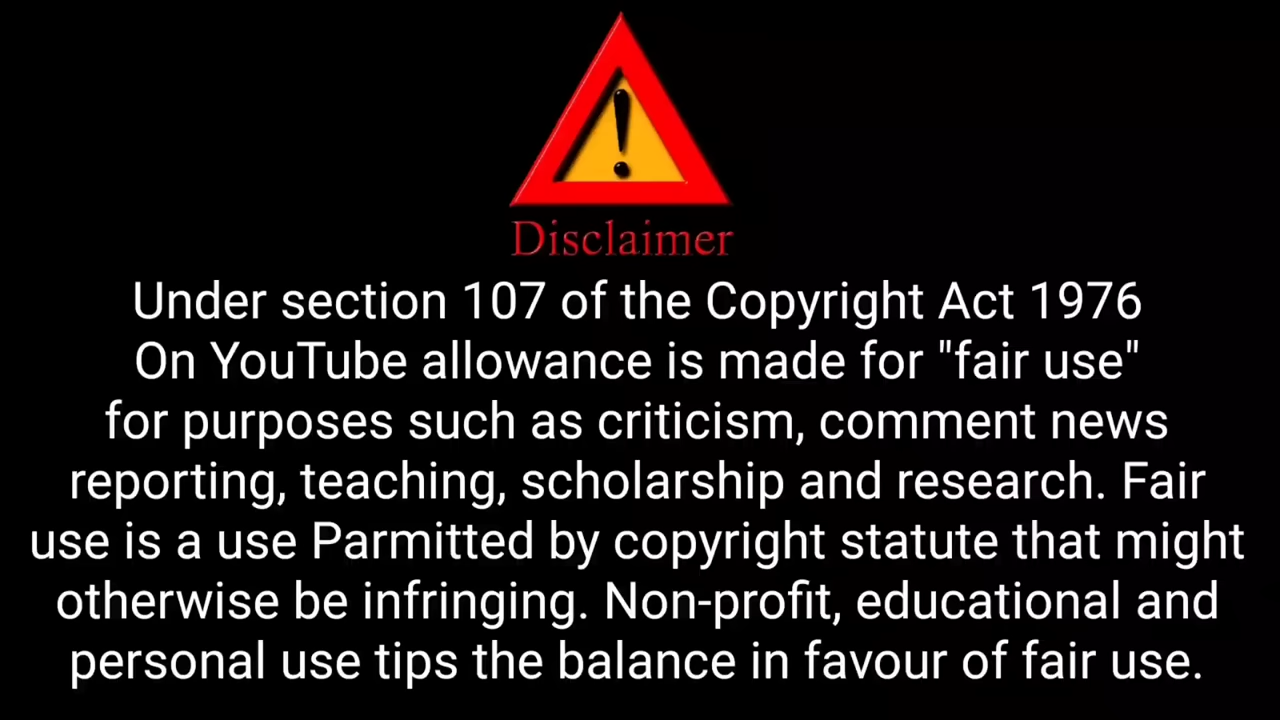 !
Disclaimer
Under section 107 of the Copyright Act 1976
On YouTube allowance is made for "fair use"
for purposes such as criticism, comment news
reporting, teaching, scholarship and research. Fair
use is a use Parmitted by copyright statute that might
otherwise be infringing. Non-profit, educational and
personal use tips the balance in favour of fair use.